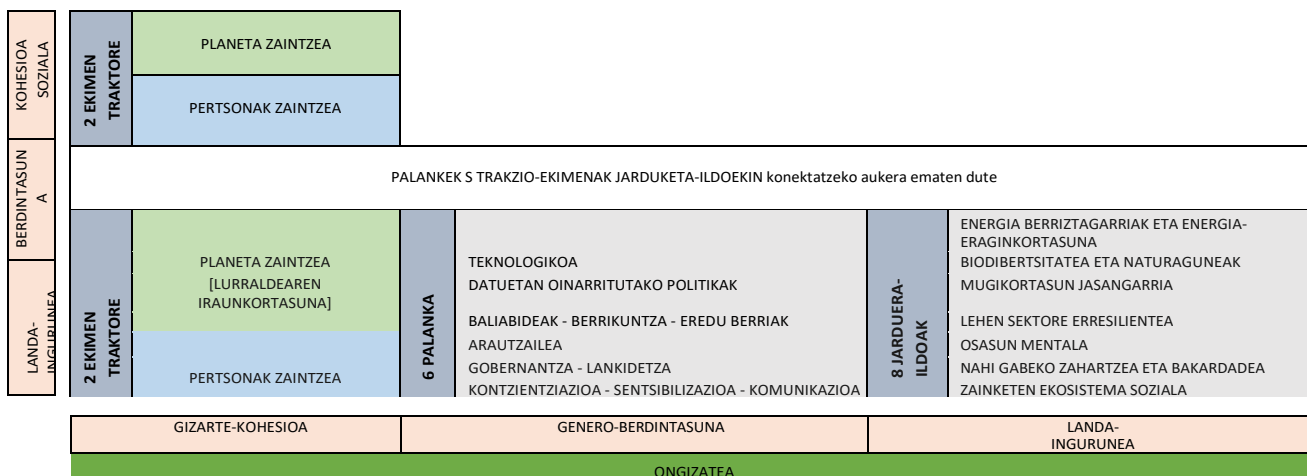 KOHESIOA
SOZIALA
2 EKIMEN
TRAKTORE
PLANETA ZAINTZEA
PERTSONAK ZAINTZEA
BERDINTASUN
A
PALANKEK S TRAKZIO-EKIMENAK JARDUKETA-ILDOEKIN konektatzeko aukera ematen dute
LANDA-
INGURUNEA
2 EKIMEN
TRAKTORE
PLANETA ZAINTZEA
[LURRALDEAREN
IRAUNKORTASUNA]
PERTSONAK ZAINTZEA
6 PALANKA
TEKNOLOGIKOA
DATUETAN OINARRITUTAKO POLITIKAK
BALIABIDEAK - BERRIKUNTZA - EREDU BERRIAK
ARAUTZAILEA
GOBERNANTZA - LANKIDETZA
KONTZIENTZIAZIOA - SENTSIBILIZAZIOA - KOMUNIKAZIOA
8 JARDUERA-
ILDOAK
ENERGIA BERRIZTAGARRIAK ETA ENERGIA-
ERAGINKORTASUNA
BIODIBERTSITATEA ETA NATURAGUNEAK
MUGIKORTASUN JASANGARRIA
LEHEN SEKTORE ERRESILIENTEA
OSASUN MENTALA
NAHI GABEKO ZAHARTZEA ETA BAKARDADEA
ZAINKETEN EKOSISTEMA SOZIALA
GIZARTE-KOHESIOA
GENERO-BERDINTASUNA
LANDA-
INGURUNEA
ONGIZATEA